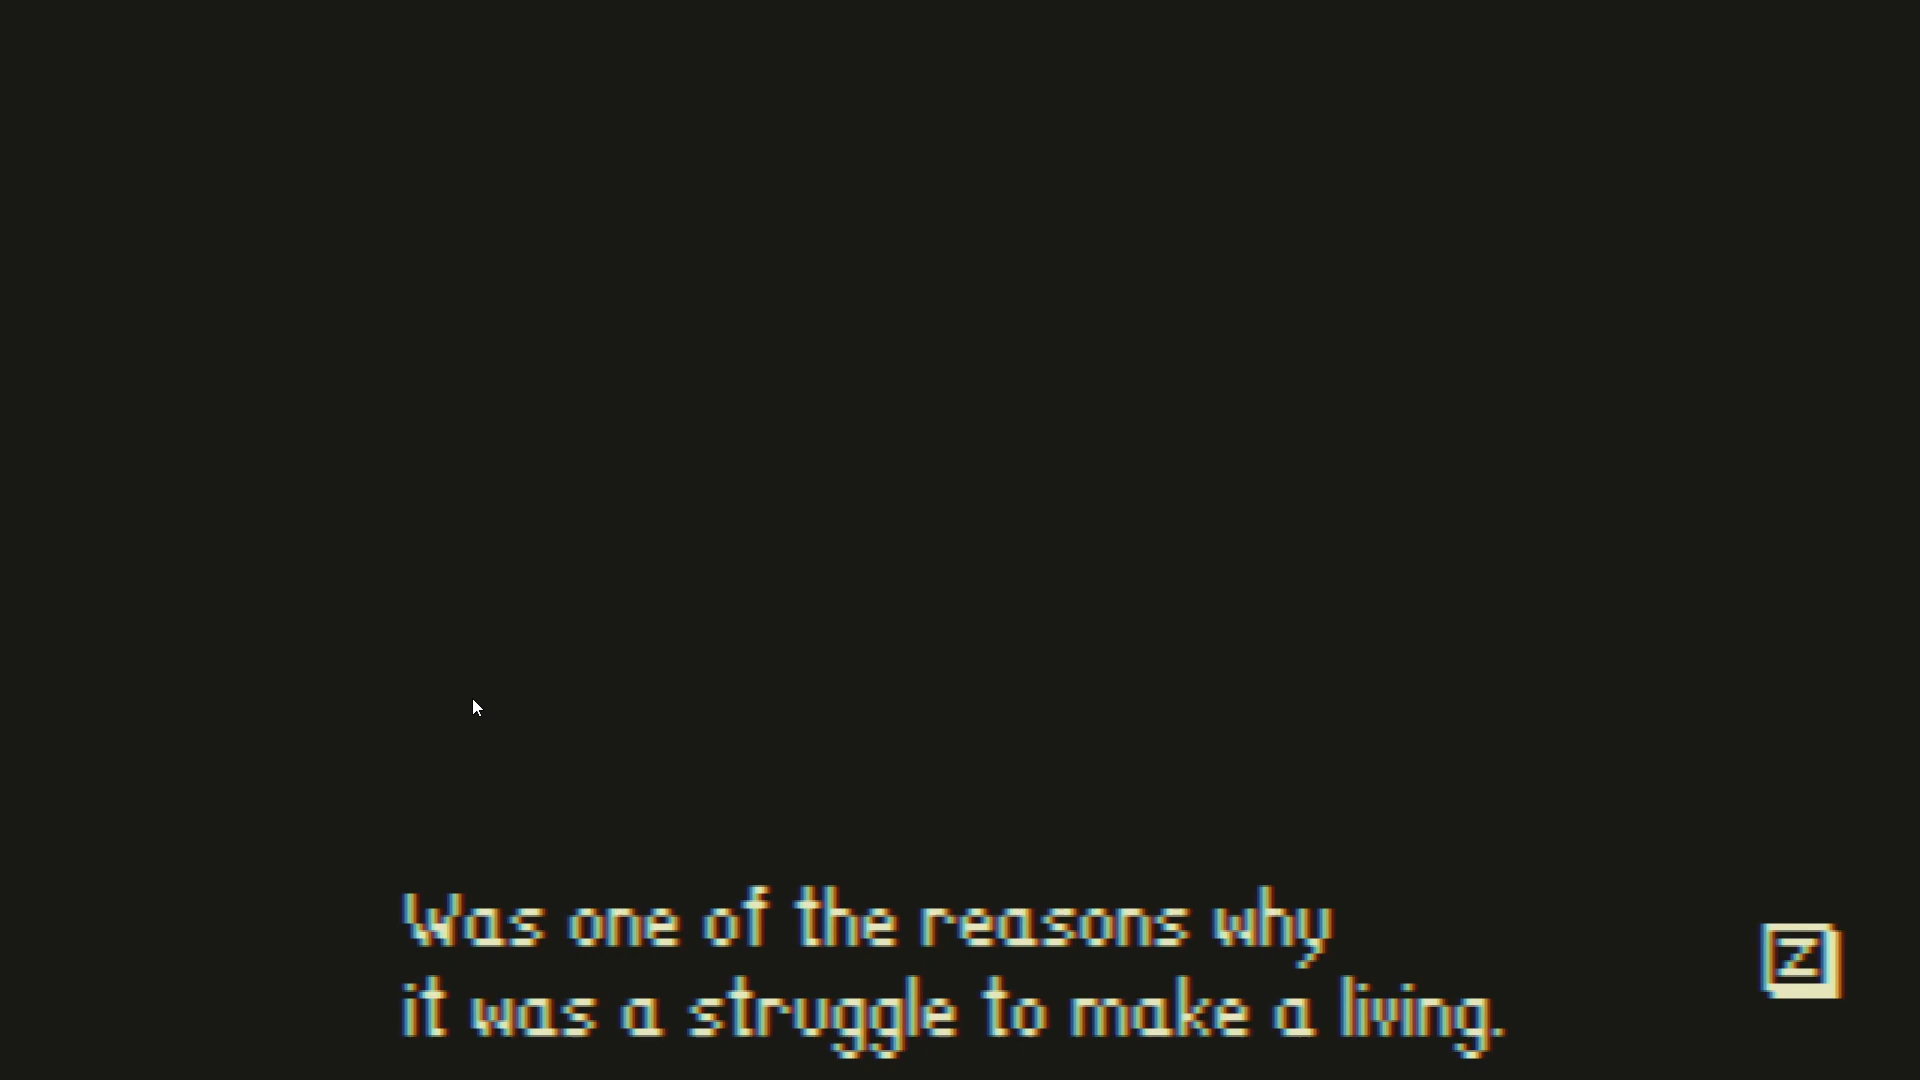 Was one of the reasons why
it was a struggle to make a living.
Z